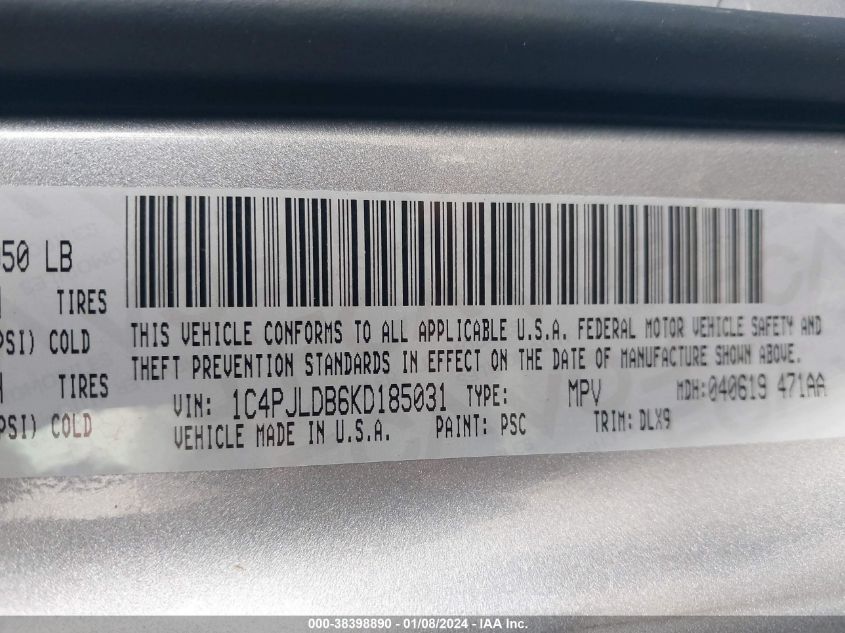 50 LB
TIRES
PSI) COLD
TIRES
PSI) COLD
THIS VEHICLE CONFORMS TO ALL APPLICABLE U.S.A. FEDERAL MOTOR VEHICLE SAFETY AND
THEFT PREVENTION STANDARDS IN EFFECT ON THE DATE OF MANUFACTURE SHOWN ABOVE.
VIN: 1C4PJLDB6KD185031 TYPE: MPV MDH:040619 471AA
VEHICLE MADE IN U.S.A. PAINT: PSC TRIM: DLX9
000-38398890 - 01/08/2024 - IAA Inc.